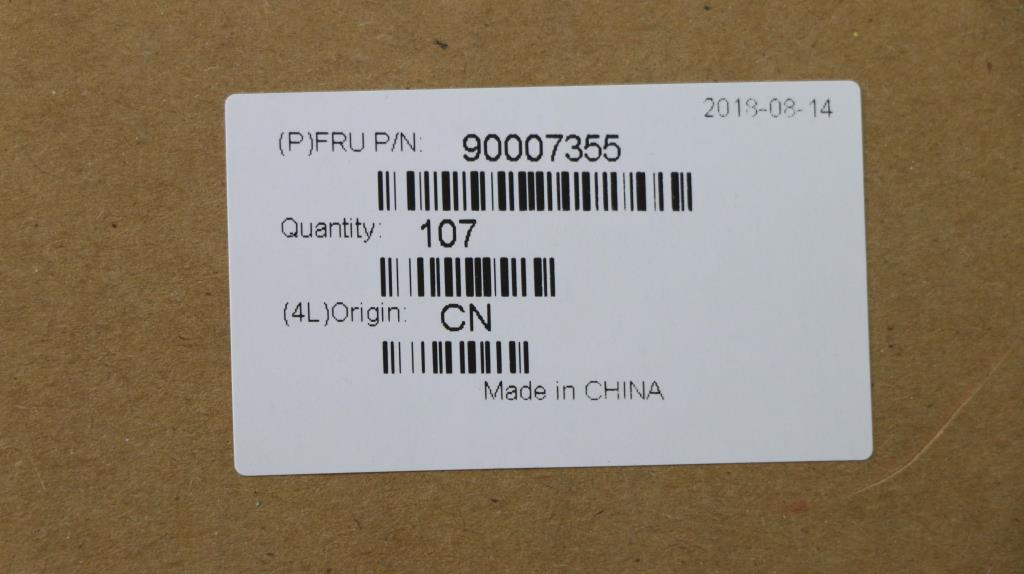 2018-08-14
(P)FRU P/N: 90007355
Quantity: 107
(4L)Origin: CN
Made in CHINA